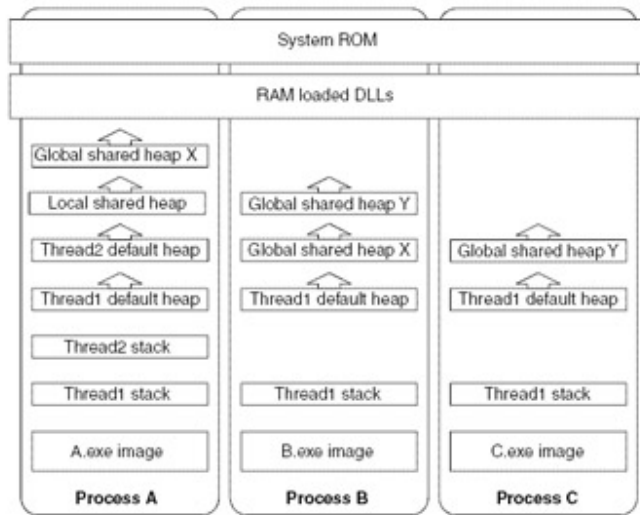 System ROM
RAM loaded DLLs
Global shared heap X
Local shared heap
Global shared heap Y
Thread2 default heap
Global shared heap X
Global shared heap Y
Thread1 default heap
Thread1 default heap
Thread1 default heap
Thread2 stack
Thread1 stack
Thread1 stack
Thread1 stack
A.exe image
B.exe image
C.exe image
Process A
Process B
Process C